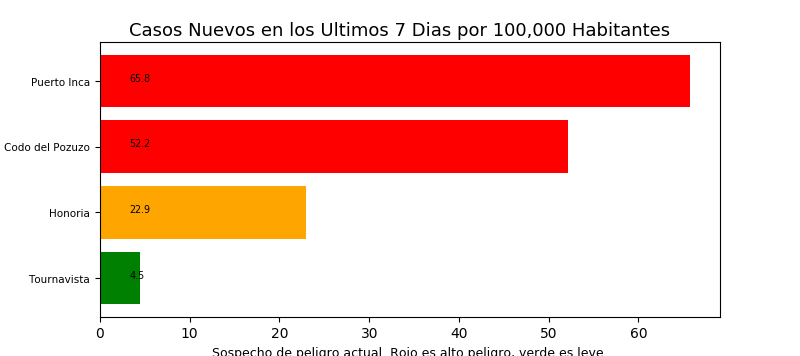 Casos Nuevos en los Ultimos 7 Dias por 100,000 Habitantes
Puerto Inca
65.8
Codo del Pozuzo
52.2
Honoria
22.9
Tournavista
4.5
0 10 20 30 40 50 60
Sospecho de peligro actual. Rojo es alto peligro, verde es leve